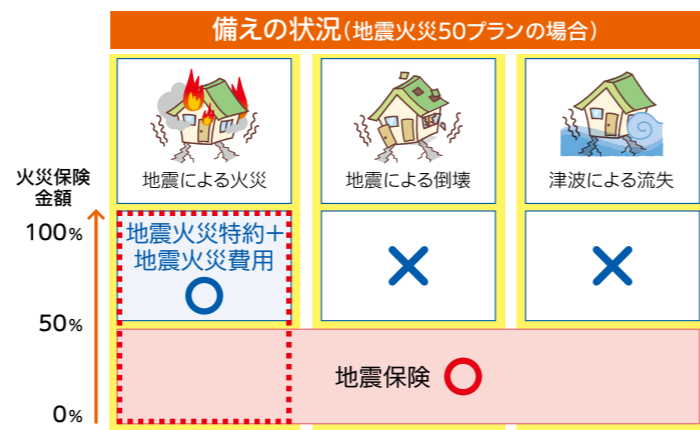 備えの状況(地震火災50プランの場合)
地震による火災
地震による倒壊
津波による流失
火災保険
金額
100%
地震火災特約+
地震火災費用
○
×
×
50%
地震保険 ○
0%